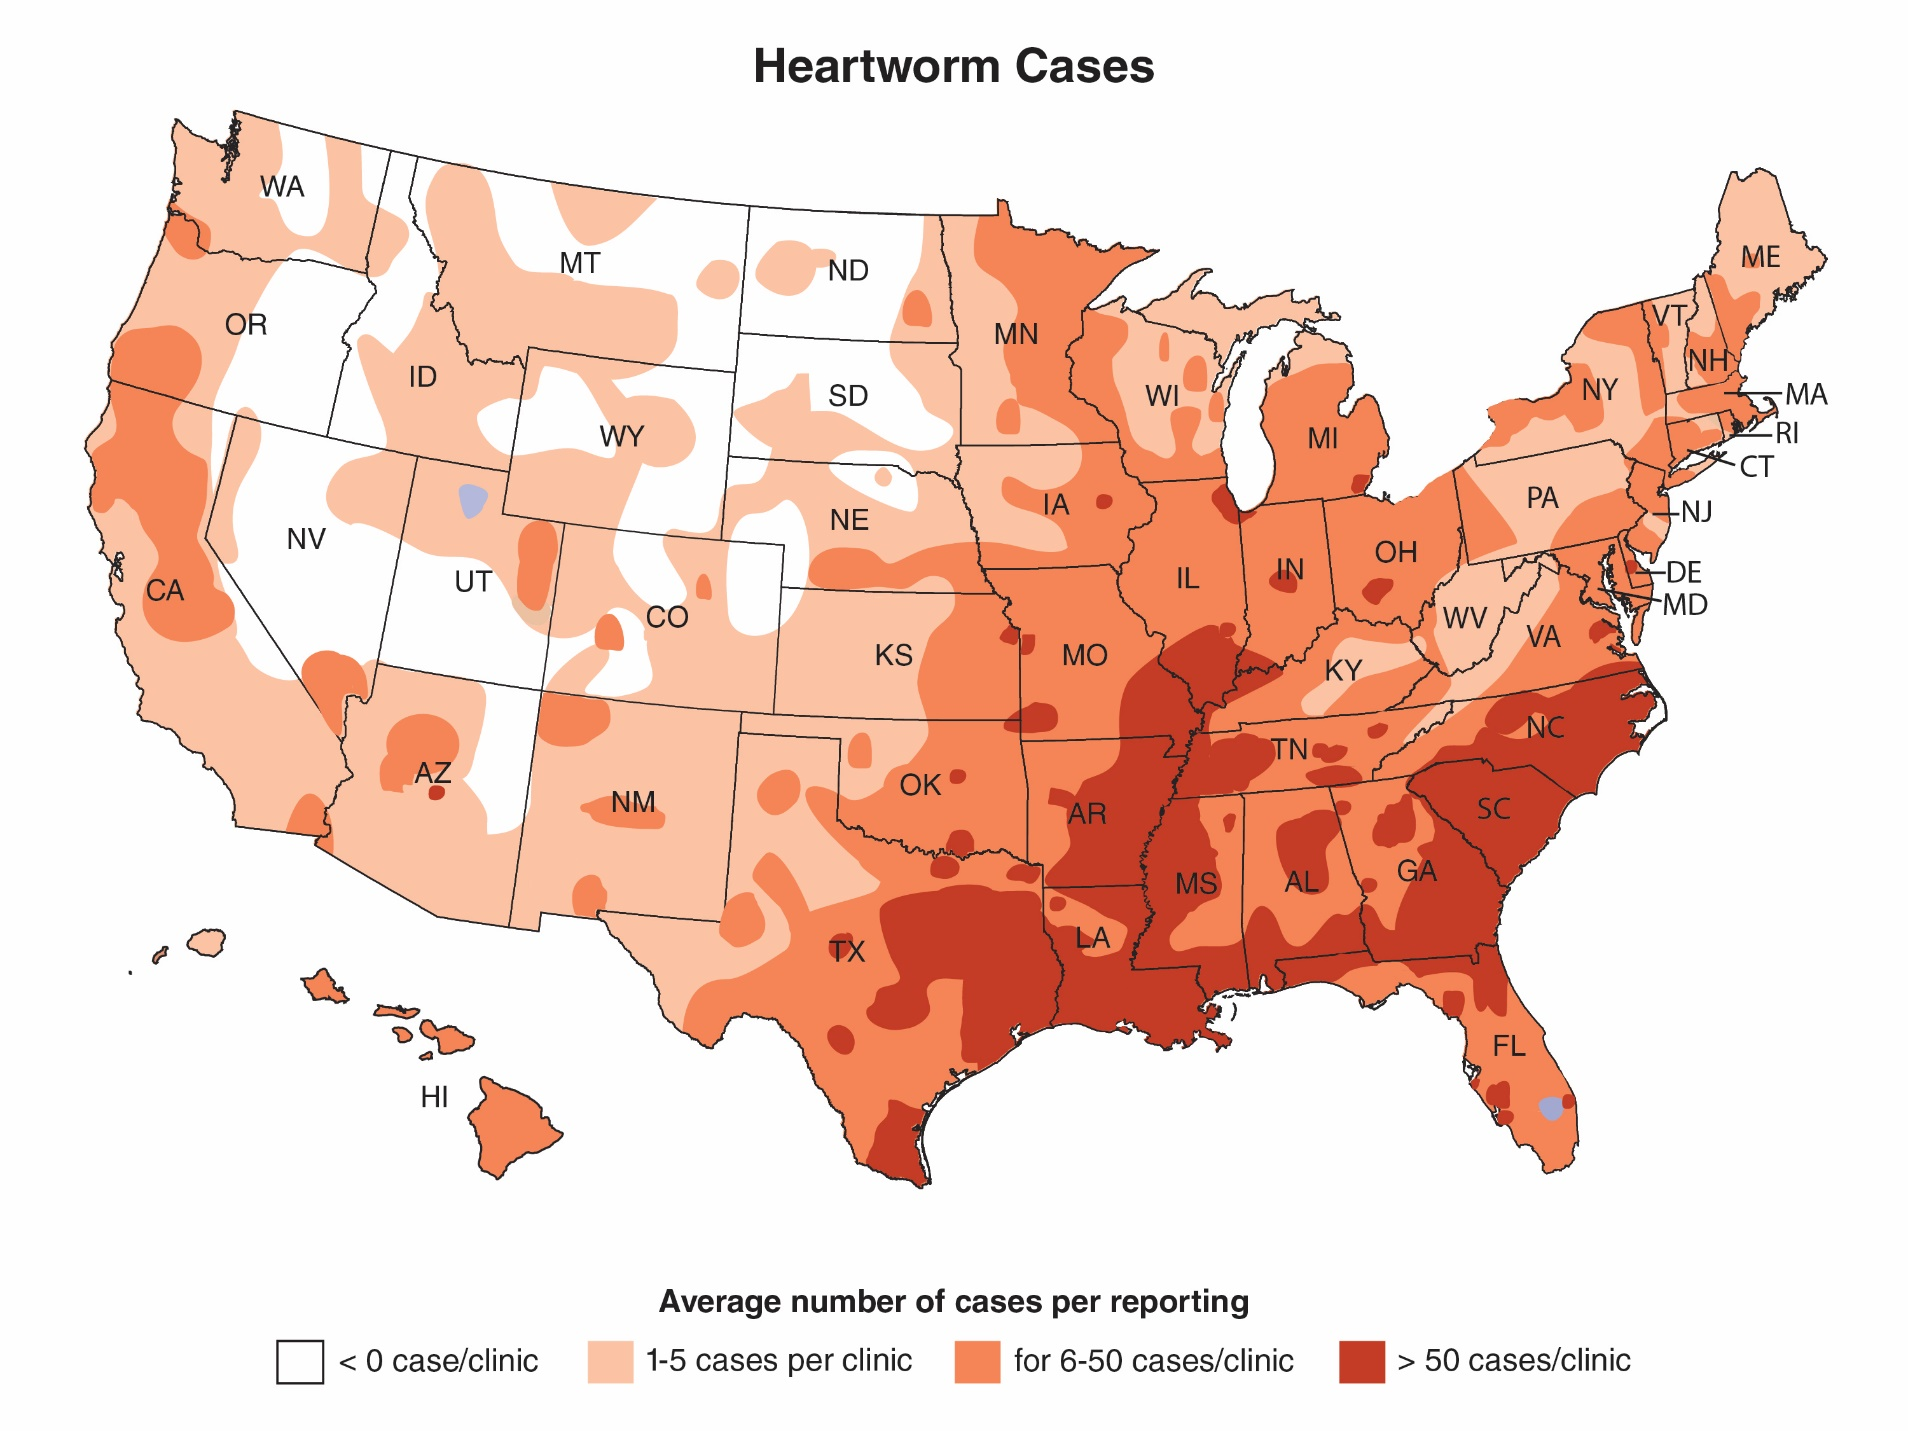 Heartworm Cases
WA
MT
ND
MN
ME
OR
ID
SD
WI
VT
NH
NY
MA
WY
MI
RI
CT
NV
NE
IA
PA
NJ
CA
UT
CO
IL
IN
OH
DE
MD
WV
VA
KS
MO
KY
AZ
NM
OK
AR
TN
NC
SC
TX
LA
MS
AL
GA
FL
HI
Average number of cases per reporting
< 0 case/clinic
1-5 cases per clinic
for 6-50 cases/clinic
> 50 cases/clinic